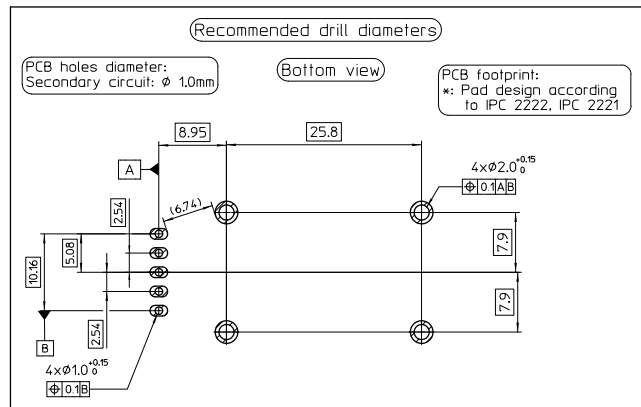 Recommended drill diameters
PCB holes diameter:
Secondary circuit: Ø 1.0mm
Bottom view
PCB footprint:
*: Pad design according
to IPC 2222, IPC 2221
8.95
25.8
A
4xØ2.0 +0.15 0
⌖ 0.1 A B
(6.74)
2.54
5.08
10.16
7.9
7.9
2.54
B
4xØ1.0 +0.15 0
⌖ 0.1 B